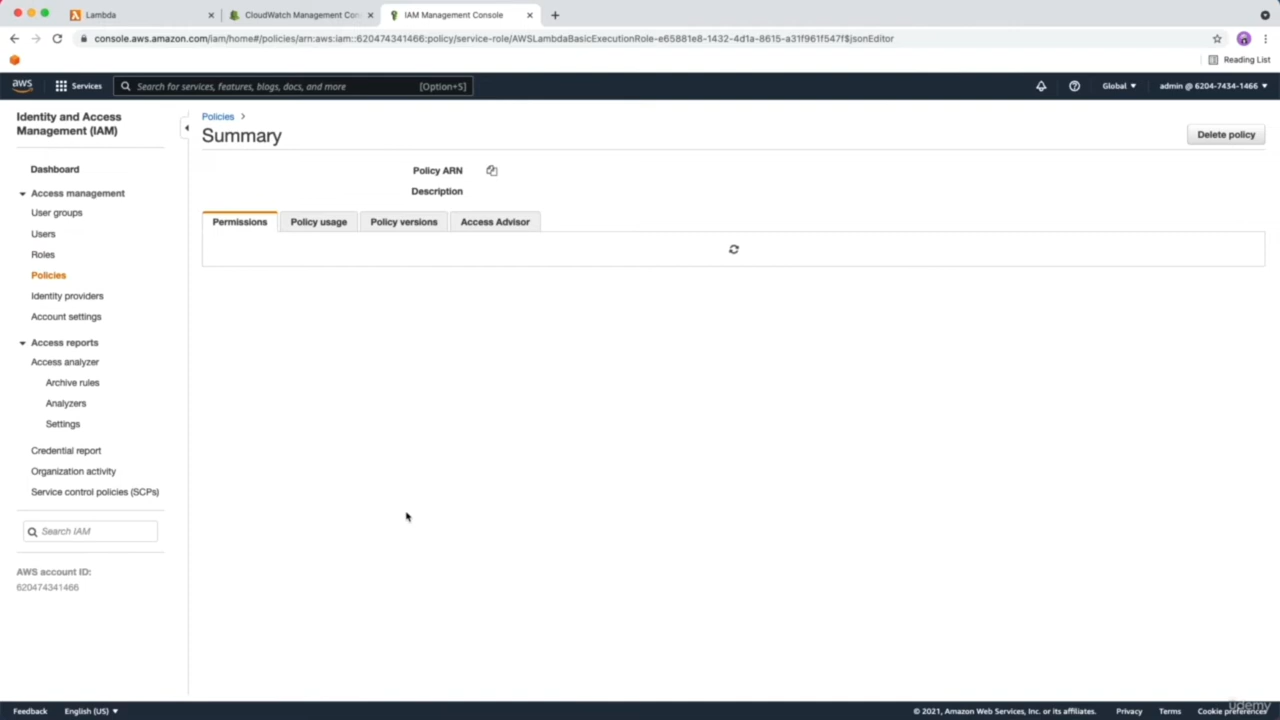 Lambda
CloudWatch Management Con
IAM Management Console
console.aws.amazon.com/iam/home#/policies/arn:aws:iam::620474341466:policy/service-role/AWSLambdaBasicExecutionRole-e65881e8-1432-4d1a-8615-a31f961f547f$jsonEditor
Reading List
aws
Services
Search for services, features, blogs, docs, and more
[Option+S]
Global
admin @ 6204-7434-1466
Identity and Access
Management (IAM)
Dashboard
Access management
User groups
Users
Roles
Policies
Identity providers
Account settings
Access reports
Access analyzer
Archive rules
Analyzers
Settings
Credential report
Organization activity
Service control policies (SCPs)
Search IAM
AWS account ID:
620474341466
Policies
Summary
Delete policy
Policy ARN
Description
Permissions
Policy usage
Policy versions
Access Advisor
Feedback
English (US)
© 2021, Amazon Web Services, Inc. or its affiliates.
Privacy
Terms
Cookie preferences
udemy